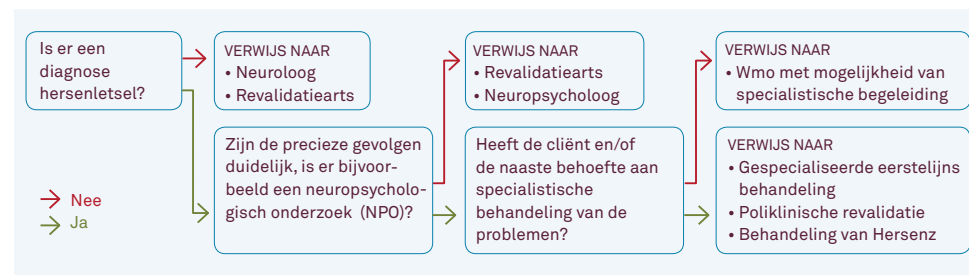 Is er een
diagnose
hersenletsel?
VERWIJS NAAR
• Neuroloog
• Revalidatiearts
Zijn de precieze gevolgen
duidelijk, is er bijvoor-
beeld een neuropsycholo-
gisch onderzoek (NPO)?
VERWIJS NAAR
• Revalidatiearts
• Neuropsycholoog
Heeft de cliënt en/of
de naaste behoefte aan
specialistische
behandeling van de
problemen?
VERWIJS NAAR
• Wmo met mogelijkheid van
specialistische begeleiding
VERWIJS NAAR
• Gespecialiseerde eerstelijns
behandeling
• Poliklinische revalidatie
• Behandeling van Hersenz
Nee
Ja